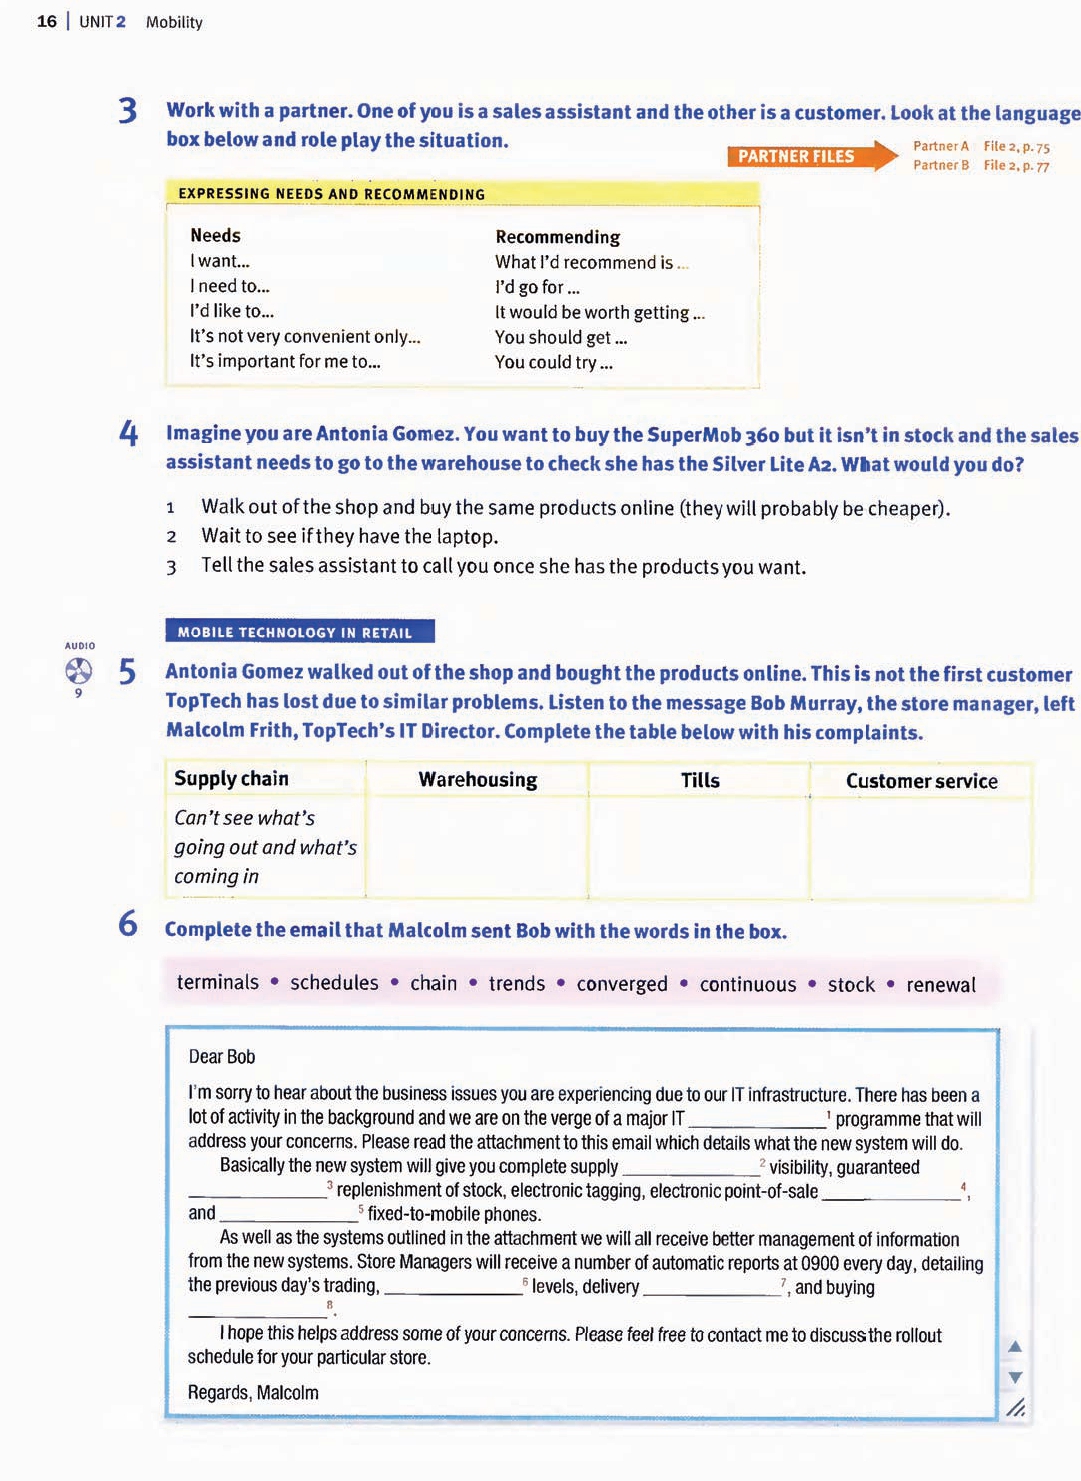 16 | UNIT 2 Mobility
3 Work with a partner. One of you is a sales assistant and the other is a customer. Look at the language
box below and role play the situation.
PARTNER FILES
Partner A File 2, p. 75
Partner B File 2, p. 77
EXPRESSING NEEDS AND RECOMMENDING
Needs Recommending
I want... What I'd recommend is ...
I need to... I'd go for ...
I'd like to... It would be worth getting ...
It's not very convenient only... You should get ...
It's important for me to... You could try ...
4 Imagine you are Antonia Gomez. You want to buy the SuperMob 360 but it isn't in stock and the sales
assistant needs to go to the warehouse to check she has the Silver Lite A2. What would you do?
1 Walk out of the shop and buy the same products online (they will probably be cheaper).
2 Wait to see if they have the laptop.
3 Tell the sales assistant to call you once she has the products you want.
MOBILE TECHNOLOGY IN RETAIL
AUDIO
9
5 Antonia Gomez walked out of the shop and bought the products online. This is not the first customer
TopTech has lost due to similar problems. Listen to the message Bob Murray, the store manager, left
Malcolm Frith, TopTech's IT Director. Complete the table below with his complaints.
Supply chain Warehousing Tills Customer service
Can't see what's
going out and what's
coming in
6 Complete the email that Malcolm sent Bob with the words in the box.
terminals • schedules • chain • trends • converged • continuous • stock • renewal
Dear Bob
I'm sorry to hear about the business issues you are experiencing due to our IT infrastructure. There has been a
lot of activity in the background and we are on the verge of a major IT ______________ 1 programme that will
address your concerns. Please read the attachment to this email which details what the new system will do.
Basically the new system will give you complete supply ______________ 2 visibility, guaranteed
______________ 3 replenishment of stock, electronic tagging, electronic point-of-sale ______________ 4,
and ______________ 5 fixed-to-mobile phones.
As well as the systems outlined in the attachment we will all receive better management of information
from the new systems. Store Managers will receive a number of automatic reports at 0900 every day, detailing
the previous day's trading, ______________ 6 levels, delivery ______________ 7, and buying
______________ 8.
I hope this helps address some of your concerns. Please feel free to contact me to discuss the rollout
schedule for your particular store.
Regards, Malcolm